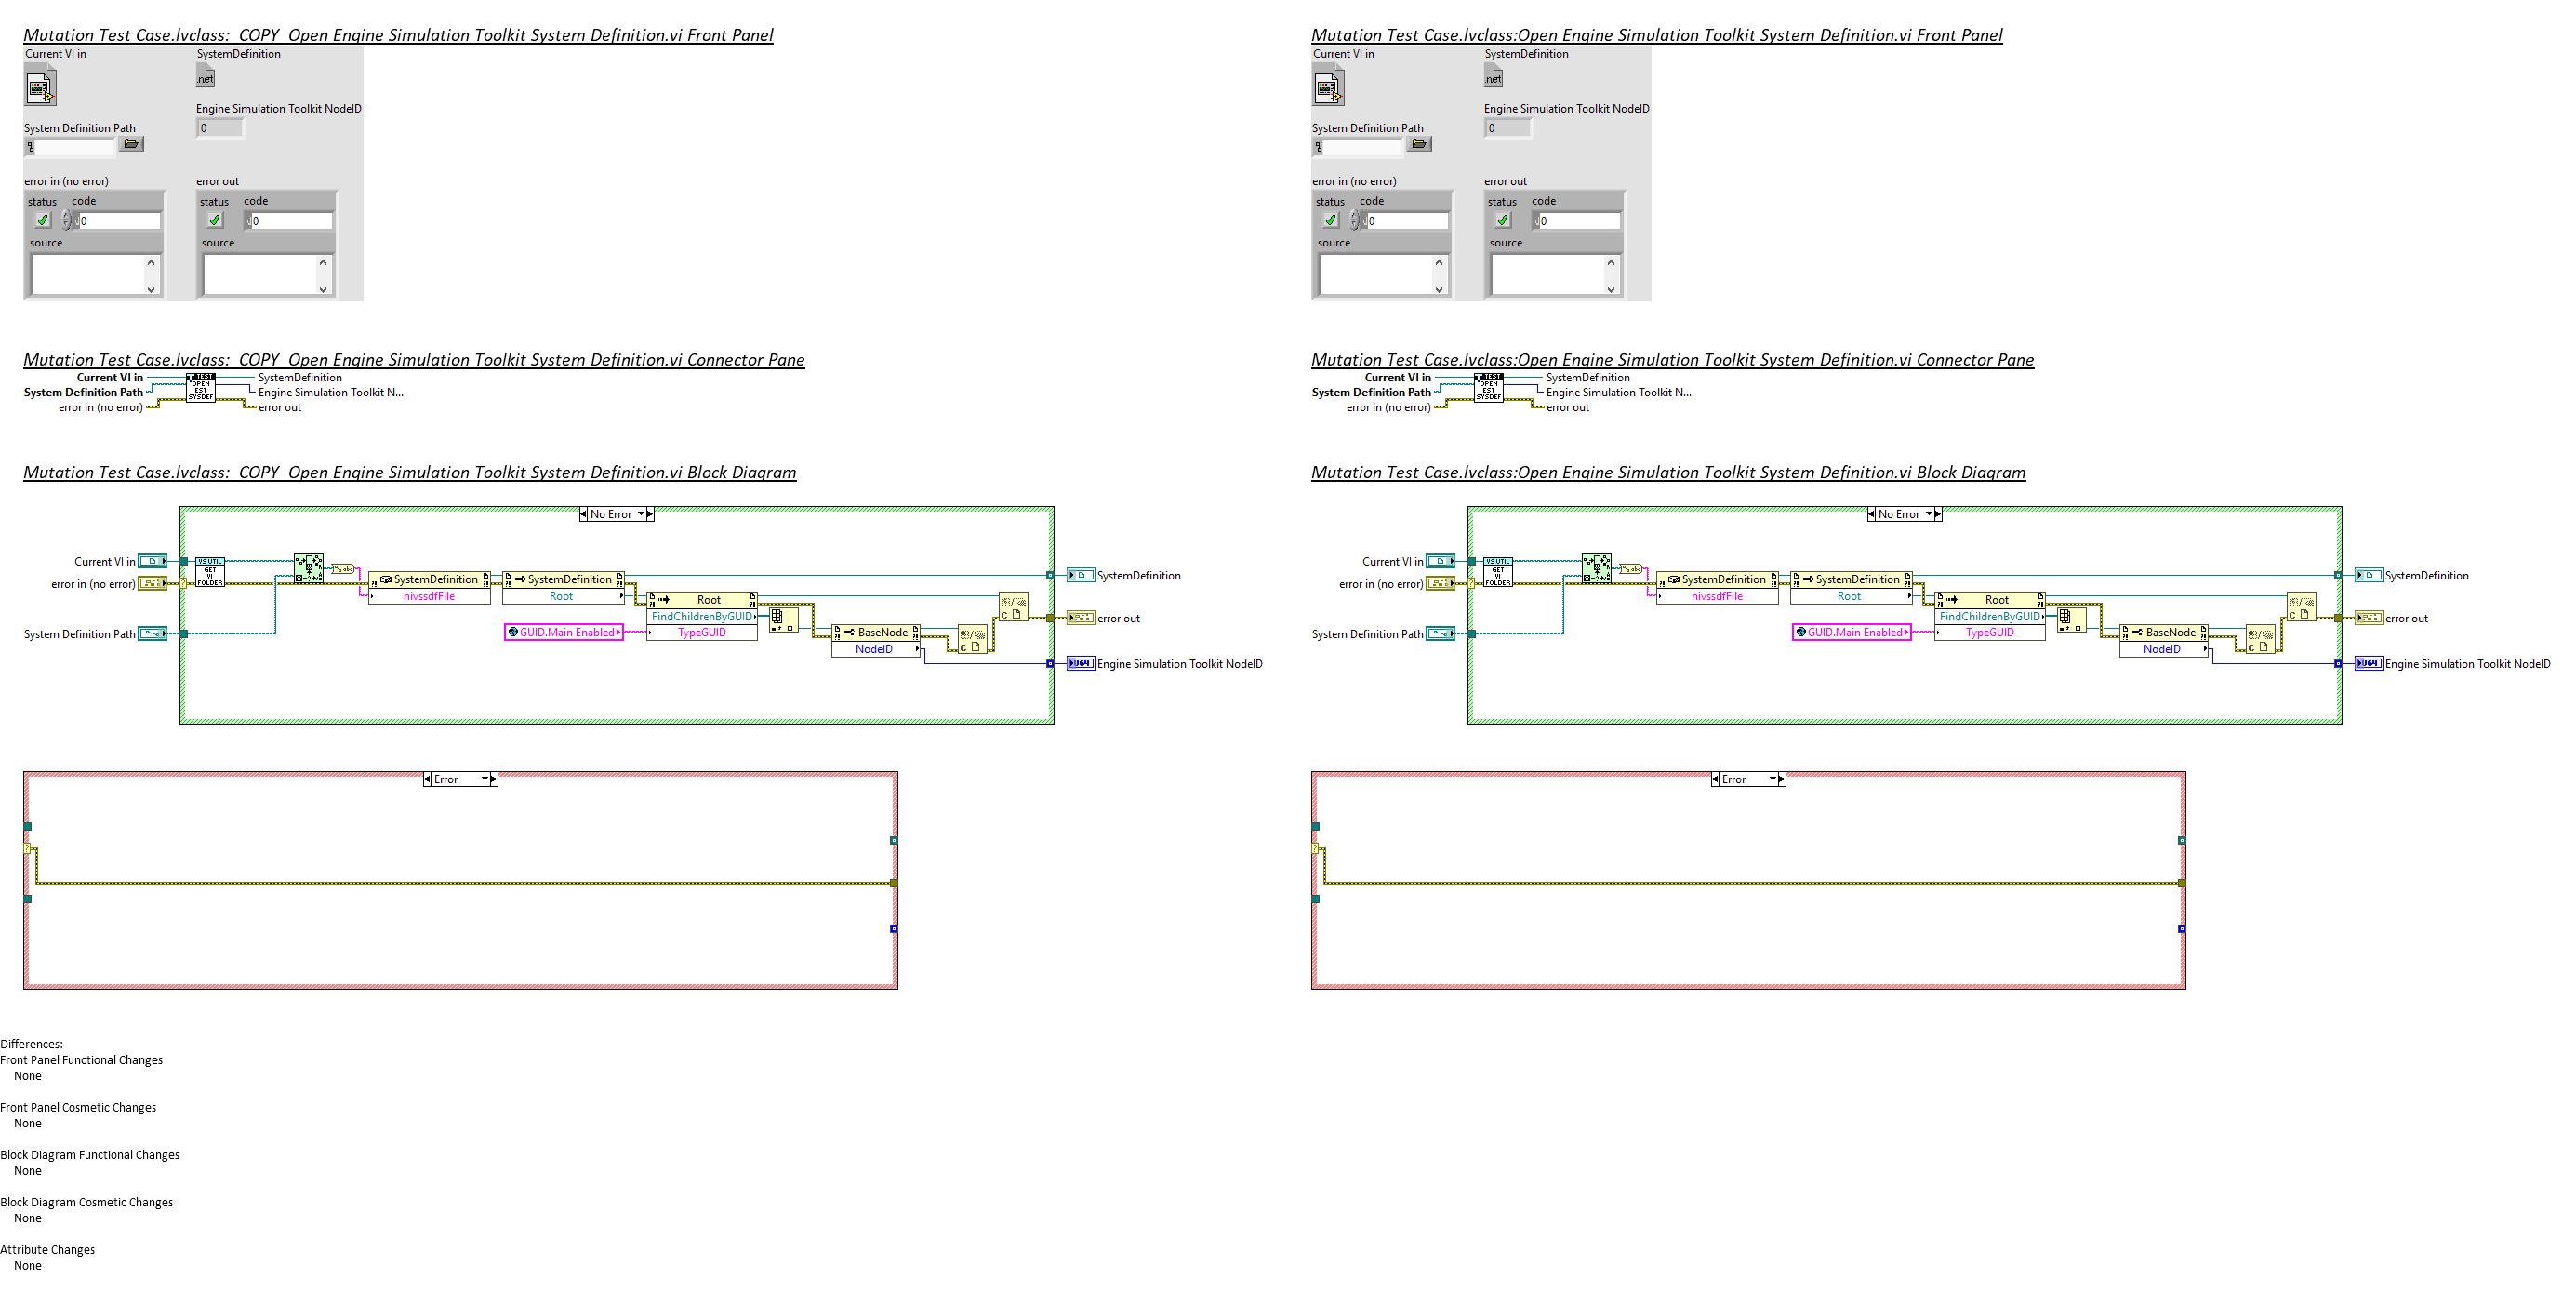 Mutation Test Case.lvclass:_COPY_Open Engine Simulation Toolkit System Definition.vi Front Panel
Current VI in
SystemDefinition
.net
Engine Simulation Toolkit NodeID
0
System Definition Path
error in (no error)
error out
status code
0
status code
0
source
source
Mutation Test Case.lvclass:Open Engine Simulation Toolkit System Definition.vi Front Panel
Current VI in
SystemDefinition
.net
Engine Simulation Toolkit NodeID
0
System Definition Path
error in (no error)
error out
status code
0
status code
0
source
source
Mutation Test Case.lvclass:_COPY_Open Engine Simulation Toolkit System Definition.vi Connector Pane
Current VI in
System Definition Path
error in (no error)
TEST
OPEN
EST
SYSDEF
SystemDefinition
Engine Simulation Toolkit N...
error out
Mutation Test Case.lvclass:Open Engine Simulation Toolkit System Definition.vi Connector Pane
Current VI in
System Definition Path
error in (no error)
TEST
OPEN
EST
SYSDEF
SystemDefinition
Engine Simulation Toolkit N...
error out
Mutation Test Case.lvclass:_COPY_Open Engine Simulation Toolkit System Definition.vi Block Diagram
No Error
Current VI in
error in (no error)
System Definition Path
VS UTIL
GET
VI
FOLDER
SystemDefinition
nivssdfFile
SystemDefinition
Root
Root
FindChildrenByGUID
TypeGUID
GUID.Main Enabled
BaseNode
NodeID
C
C
SystemDefinition
error out
U64
Engine Simulation Toolkit NodeID
Error
Mutation Test Case.lvclass:Open Engine Simulation Toolkit System Definition.vi Block Diagram
No Error
Current VI in
error in (no error)
System Definition Path
VS UTIL
GET
VI
FOLDER
SystemDefinition
nivssdfFile
SystemDefinition
Root
Root
FindChildrenByGUID
TypeGUID
GUID.Main Enabled
BaseNode
NodeID
C
C
SystemDefinition
error out
U64
Engine Simulation Toolkit NodeID
Error
Differences:
Front Panel Functional Changes
None
Front Panel Cosmetic Changes
None
Block Diagram Functional Changes
None
Block Diagram Cosmetic Changes
None
Attribute Changes
None